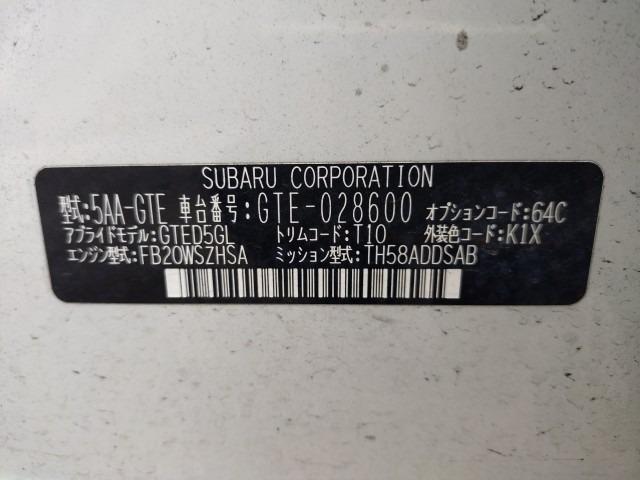 SUBARU CORPORATION
型式:5AA-GTE 車台番号:GTE-028600 オプションコード:64C
アプライドモデル:GTED5GL トリムコード:T10 外装色コード:K1X
エンジン型式:FB20WSZHSA ミッション型式:TH58ADDSAB